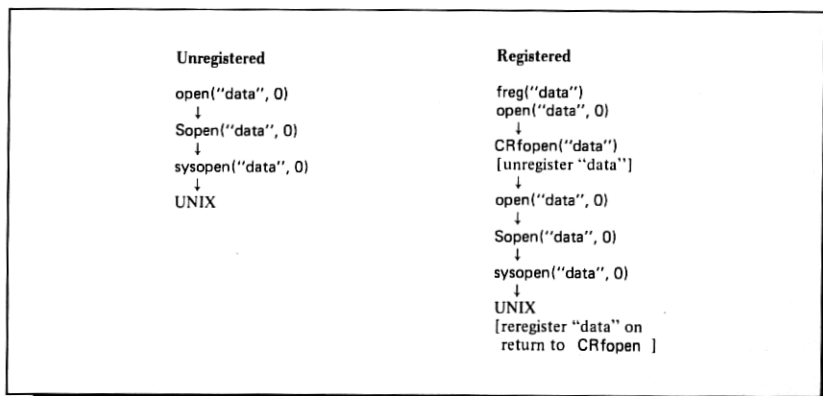 Unregistered
open("data", 0)
↓
Sopen("data", 0)
↓
sysopen("data", 0)
↓
UNIX
Registered
freg("data")
open("data", 0)
↓
CRfopen("data")
[unregister "data"]
↓
open("data", 0)
↓
Sopen("data", 0)
↓
sysopen("data", 0)
↓
UNIX
[reregister "data" on
return to CRfopen ]